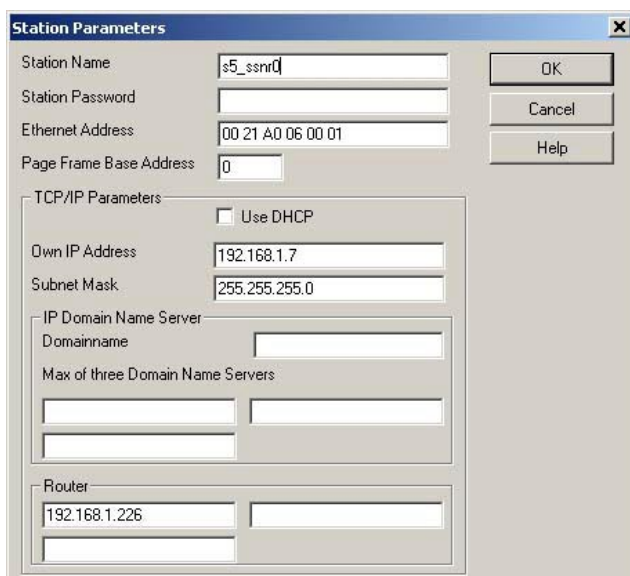 Station Parameters
Station Name
s5_ssnr0
OK
Station Password
Cancel
Ethernet Address
00 21 A0 06 00 01
Help
Page Frame Base Address
0
TCP/IP Parameters
Use DHCP
Own IP Address
192.168.1.7
Subnet Mask
255.255.255.0
IP Domain Name Server
Domainname
Max of three Domain Name Servers
Router
192.168.1.226